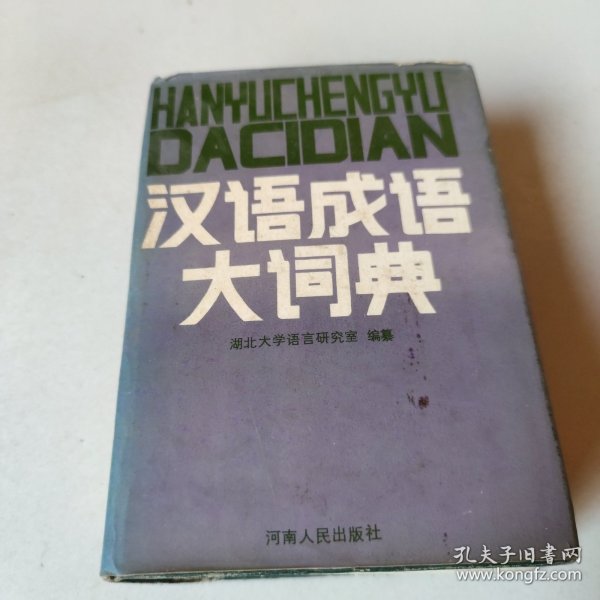 HANYUCHENGYU
DACIDIAN
汉语成语
大词典
湖北大学语言研究室 编纂
河南人民出版社
孔夫子旧书网
www.kongfz.com